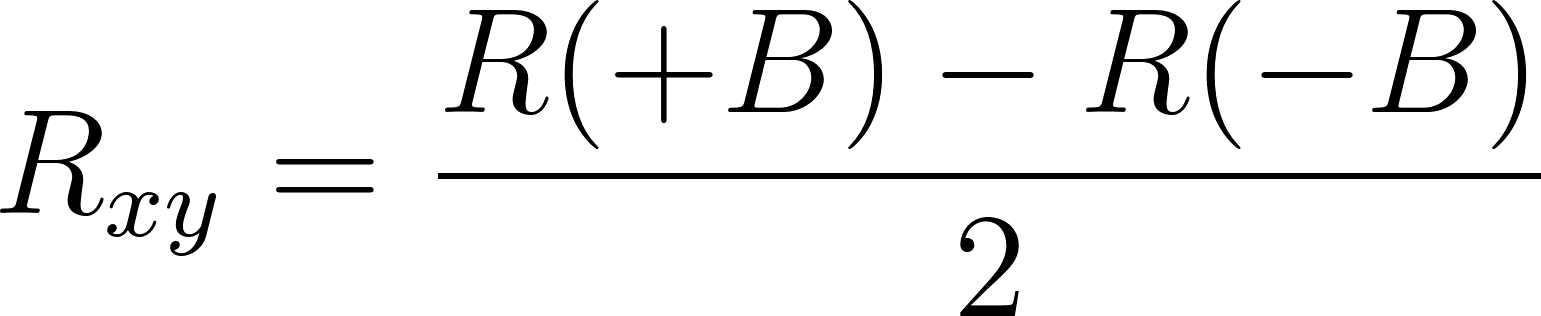 R_{xy} = \frac{R(+B) - R(-B)}{2}